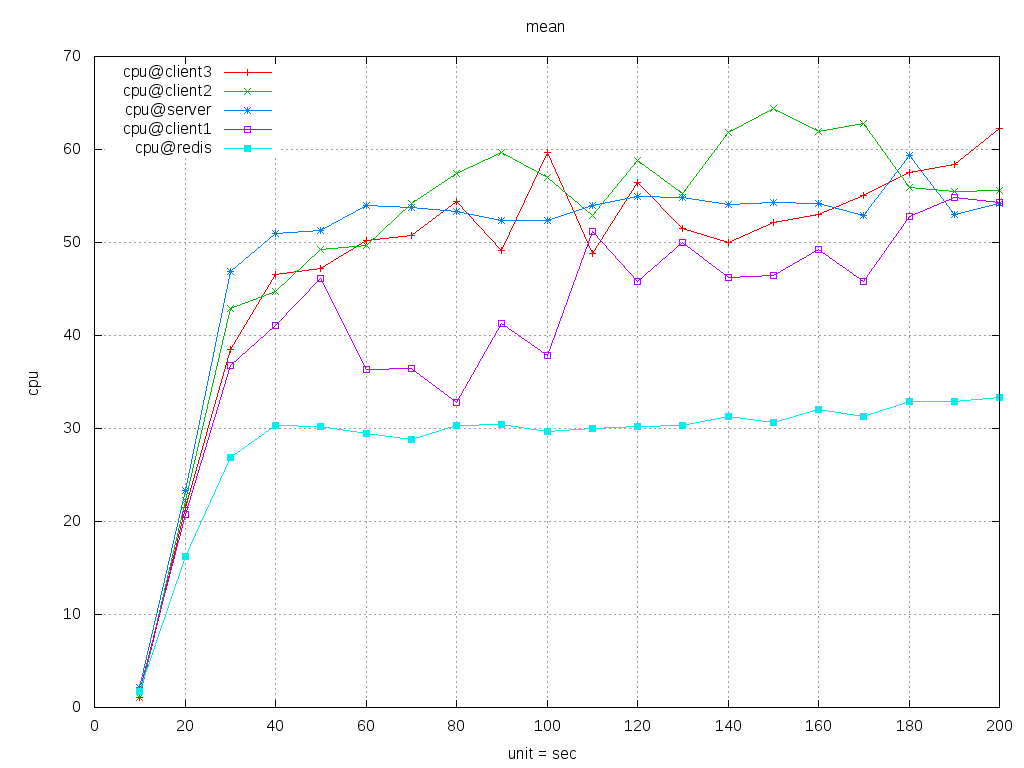 mean
70
60
50
40
30
20
10
0
cpu
cpu@client3
cpu@client2
cpu@server
cpu@client1
cpu@redis
0 20 40 60 80 100 120 140 160 180 200
unit = sec